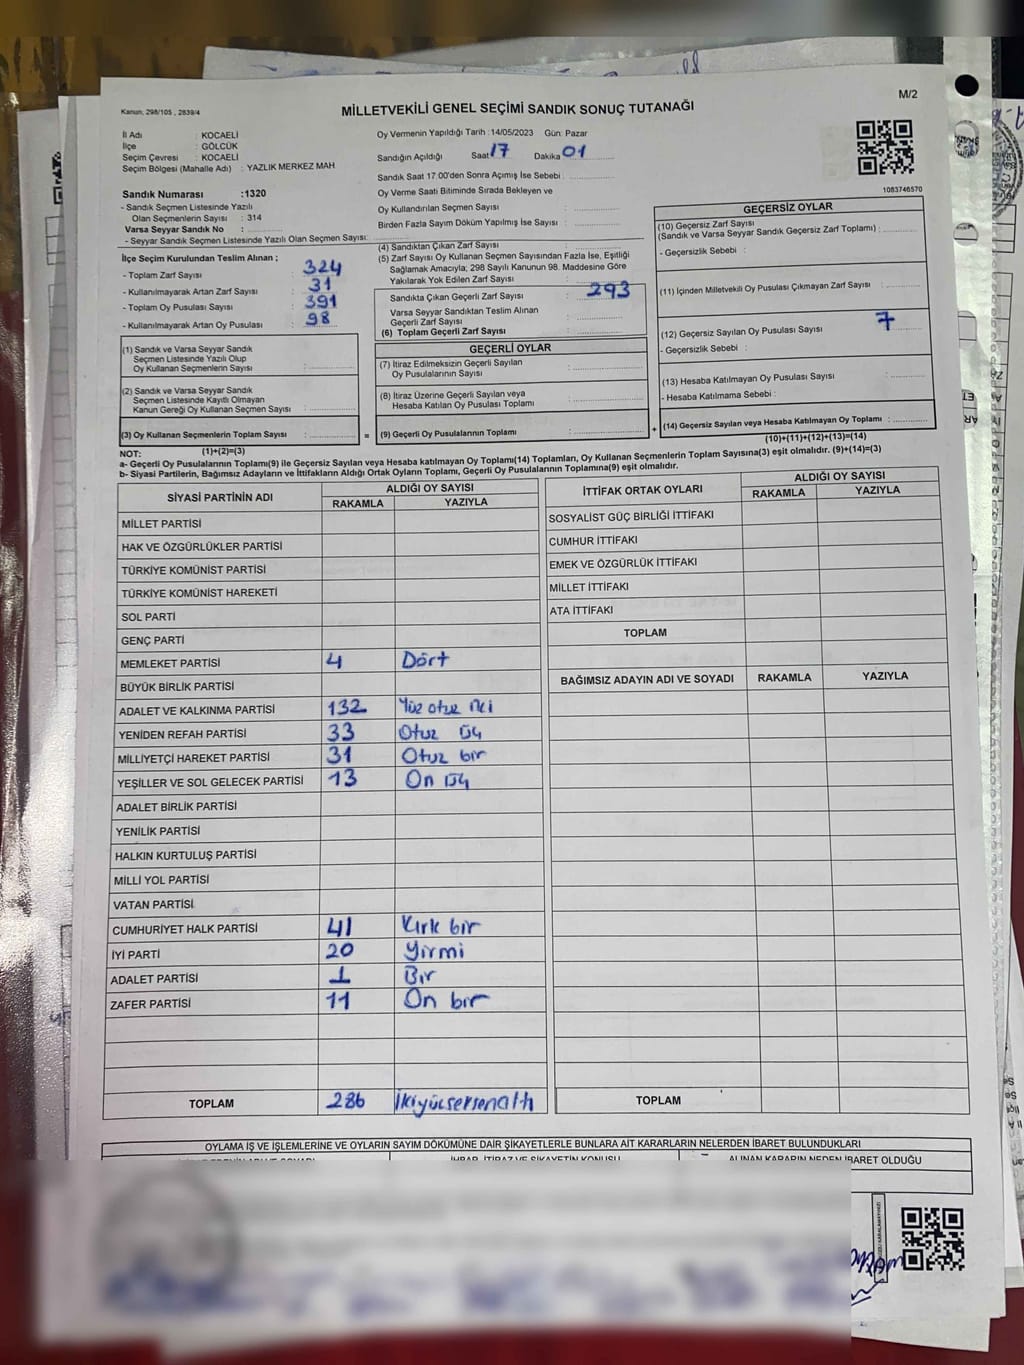 M/2
Kanun; 298/105 , 2839/4
MİLLETVEKİLİ GENEL SEÇİMİ SANDIK SONUÇ TUTANAĞI
İl Adı : KOCAELİ
İlçe : GÖLCÜK
Seçim Çevresi : KOCAELİ
Seçim Bölgesi (Mahalle Adı) : YAZLIK MERKEZ MAH
Oy Vermenin Yapıldığı Tarih :14/05/2023 Gün: Pazar
Sandığın Açıldığı Saat 17 Dakika 01
Sandık Saat 17:00'den Sonra Açımış İse Sebebi :
Oy Verme Saati Bitiminde Sırada Bekleyen ve
Oy Kullandırılan Seçmen Sayısı :
Birden Fazla Sayım Döküm Yapılmış İse Sayısı :
1083746570
Sandık Numarası :1320
- Sandık Seçmen Listesinde Yazılı
Olan Seçmenlerin Sayısı : 314
Varsa Seyyar Sandık No :
- Seyyar Sandık Seçmen Listesinde Yazılı Olan Seçmen Sayısı:
İlçe Seçim Kurulundan Teslim Alınan ;
- Toplam Zarf Sayısı : 324
- Kullanılmayarak Artan Zarf Sayısı : 31
- Toplam Oy Pusulası Sayısı : 391
- Kullanılmayarak Artan Oy Pusulası : 98
(1) Sandık ve Varsa Seyyar Sandık
Seçmen Listesinde Yazılı Olup
Oy Kullanan Seçmenlerin Sayısı :
(2) Sandık ve Varsa Seyyar Sandık
Seçmen Listesinde Kayıtlı Olmayan
Kanun Gereği Oy Kullanan Seçmen Sayısı :
(3) Oy Kullanan Seçmenlerin Toplam Sayısı :
(1)+(2)=(3)
(4) Sandıktan Çıkan Zarf Sayısı :
(5) Zarf Sayısı Oy Kullanan Seçmen Sayısından Fazla İse, Eşitliği
Sağlamak Amacıyla; 298 Sayılı Kanunun 98. Maddesine Göre
Yakılarak Yok Edilen Zarf Sayısı :
Sandıkta Çıkan Geçerli Zarf Sayısı : 293
Varsa Seyyar Sandıktan Teslim Alınan
Geçerli Zarf Sayısı :
(6) Toplam Geçerli Zarf Sayısı :
GEÇERLİ OYLAR
(7) İtiraz Edilmeksizin Geçerli Sayılan
Oy Pusulalarının Sayısı :
(8) İtiraz Üzerine Geçerli Sayılan veya
Hesaba Katılan Oy Pusulası Toplamı :
= (9) Geçerli Oy Pusulalarının Toplamı : +
GEÇERSİZ OYLAR
(10) Geçersiz Zarf Sayısı
(Sandık ve Varsa Seyyar Sandık Geçersiz Zarf Toplamı) :
- Geçersizlik Sebebi :
(11) İçinden Milletvekili Oy Pusulası Çıkmayan Zarf Sayısı :
(12) Geçersiz Sayılan Oy Pusulası Sayısı : 7
- Geçersizlik Sebebi :
(13) Hesaba Katılmayan Oy Pusulası Sayısı :
- Hesaba Katılmama Sebebi :
(14) Geçersiz Sayılan veya Hesaba Katılmayan Oy Toplamı :
(10)+(11)+(12)+(13)=(14)
NOT:
a- Geçerli Oy Pusulalarının Toplamı(9) ile Geçersiz Sayılan veya Hesaba katılmayan Oy Toplamı(14) Toplamları, Oy Kullanan Seçmenlerin Toplam Sayısına(3) eşit olmalıdır. (9)+(14)=(3)
b- Siyasi Partilerin, Bağımsız Adayların ve İttifakların Aldığı Ortak Oyların Toplamı, Geçerli Oy Pusulalarının Toplamına(9) eşit olmalıdır.
SİYASİ PARTİNİN ADI ALDIĞI OY SAYISI
RAKAMLA YAZIYLA
MİLLET PARTİSİ
HAK VE ÖZGÜRLÜKLER PARTİSİ
TÜRKİYE KOMÜNİST PARTİSİ
TÜRKİYE KOMÜNİST HAREKETİ
SOL PARTİ
GENÇ PARTİ
MEMLEKET PARTİSİ 4 Dört
BÜYÜK BİRLİK PARTİSİ
ADALET VE KALKINMA PARTİSİ 132 Yüz otuz iki
YENİDEN REFAH PARTİSİ 33 Otuz üç
MİLLİYETÇİ HAREKET PARTİSİ 31 Otuz bir
YEŞİLLER VE SOL GELECEK PARTİSİ 13 On üç
ADALET BİRLİK PARTİSİ
YENİLİK PARTİSİ
HALKIN KURTULUŞ PARTİSİ
MİLLİ YOL PARTİSİ
VATAN PARTİSİ
CUMHURİYET HALK PARTİSİ 41 Kırk bir
İYİ PARTİ 20 Yirmi
ADALET PARTİSİ 1 Bir
ZAFER PARTİSİ 11 On bir
TOPLAM 286 İkiyüzseksenaltı
İTTİFAK ORTAK OYLARI ALDIĞI OY SAYISI
RAKAMLA YAZIYLA
SOSYALİST GÜÇ BİRLİĞİ İTTİFAKI
CUMHUR İTTİFAKI
EMEK VE ÖZGÜRLÜK İTTİFAKI
MİLLET İTTİFAKI
ATA İTTİFAKI
TOPLAM
BAĞIMSIZ ADAYIN ADI VE SOYADI RAKAMLA YAZIYLA
TOPLAM
OYLAMA İŞ VE İŞLEMLERİNE VE OYLARIN SAYIM DÖKÜMÜNE DAİR ŞİKAYETLERLE BUNLARA AİT KARARLARIN NELERDEN İBARET BULUNDUKLARI
İHBAR, İTİRAZ VE ŞİKAYETİN KONUSU ALINAN KARARIN NEDEN İBARET OLDUĞU